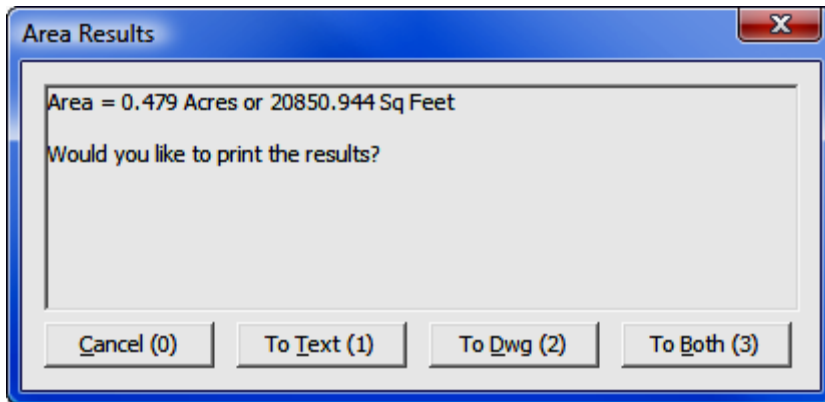 Area Results
Area = 0.479 Acres or 20850.944 Sq Feet
Would you like to print the results?
Cancel (0) To Text (1) To Dwg (2) To Both (3)